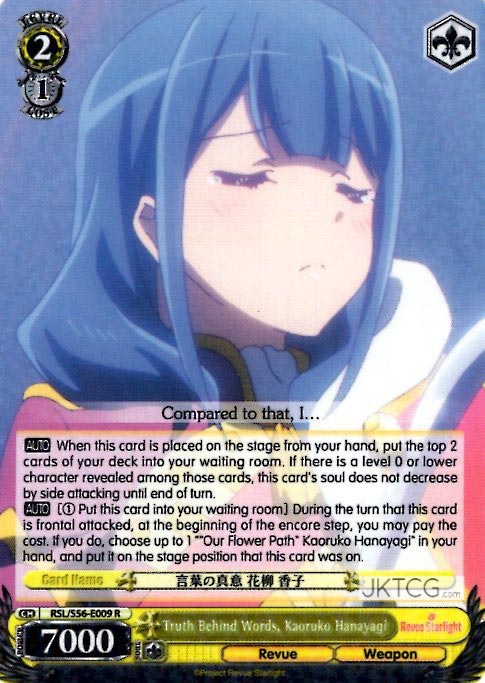 LEVEL
2
1
COST
Compared to that, I...
AUTO When this card is placed on the stage from your hand, put the top 2
cards of your deck into your waiting room. If there is a level 0 or lower
character revealed among those cards, this card's soul does not decrease
by side attacking until end of turn.
AUTO [① Put this card into your waiting room] During the turn that this card
is frontal attacked, at the beginning of the encore step, you may pay the
cost. If you do, choose up to 1 ""Our Flower Path" Kaoruko Hanayagi" in
your hand, and put it on the stage position that this card was on.
Card Name
言葉の真意 花柳 香子
JKTCG.com
CH RSL/S56-E009 R
Truth Behind Words, Kaoruko Hanayagi
Revue Starlight
POWER
7000
SOUL
Revue
Weapon
©Project Revue Starlight